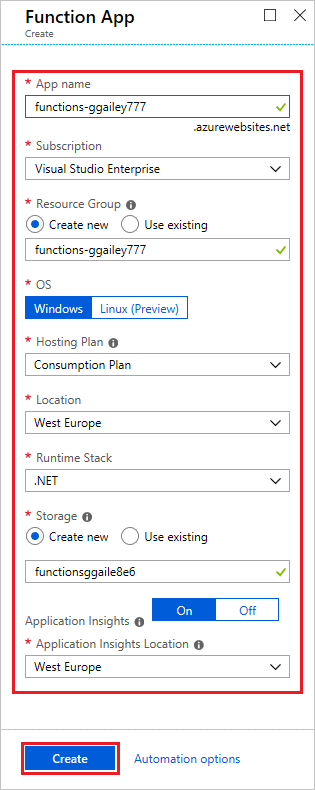 Function App
Create
* App name
functions-ggailey777
.azurewebsites.net
* Subscription
Visual Studio Enterprise
* Resource Group
Create new Use existing
functions-ggailey777
* OS
Windows Linux (Preview)
* Hosting Plan
Consumption Plan
* Location
West Europe
* Runtime Stack
.NET
* Storage
Create new Use existing
functionsggaile8e6
On Off
Application Insights
* Application Insights Location
West Europe
Create Automation options